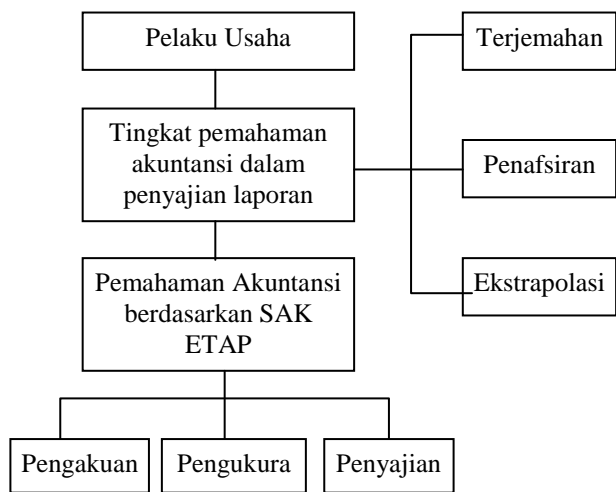 Pelaku Usaha
Terjemahan
Tingkat pemahaman
akuntansi dalam
penyajian laporan
Penafsiran
Ekstrapolasi
Pemahaman Akuntansi
berdasarkan SAK
ETAP
Pengakuan
Pengukura
Penyajian